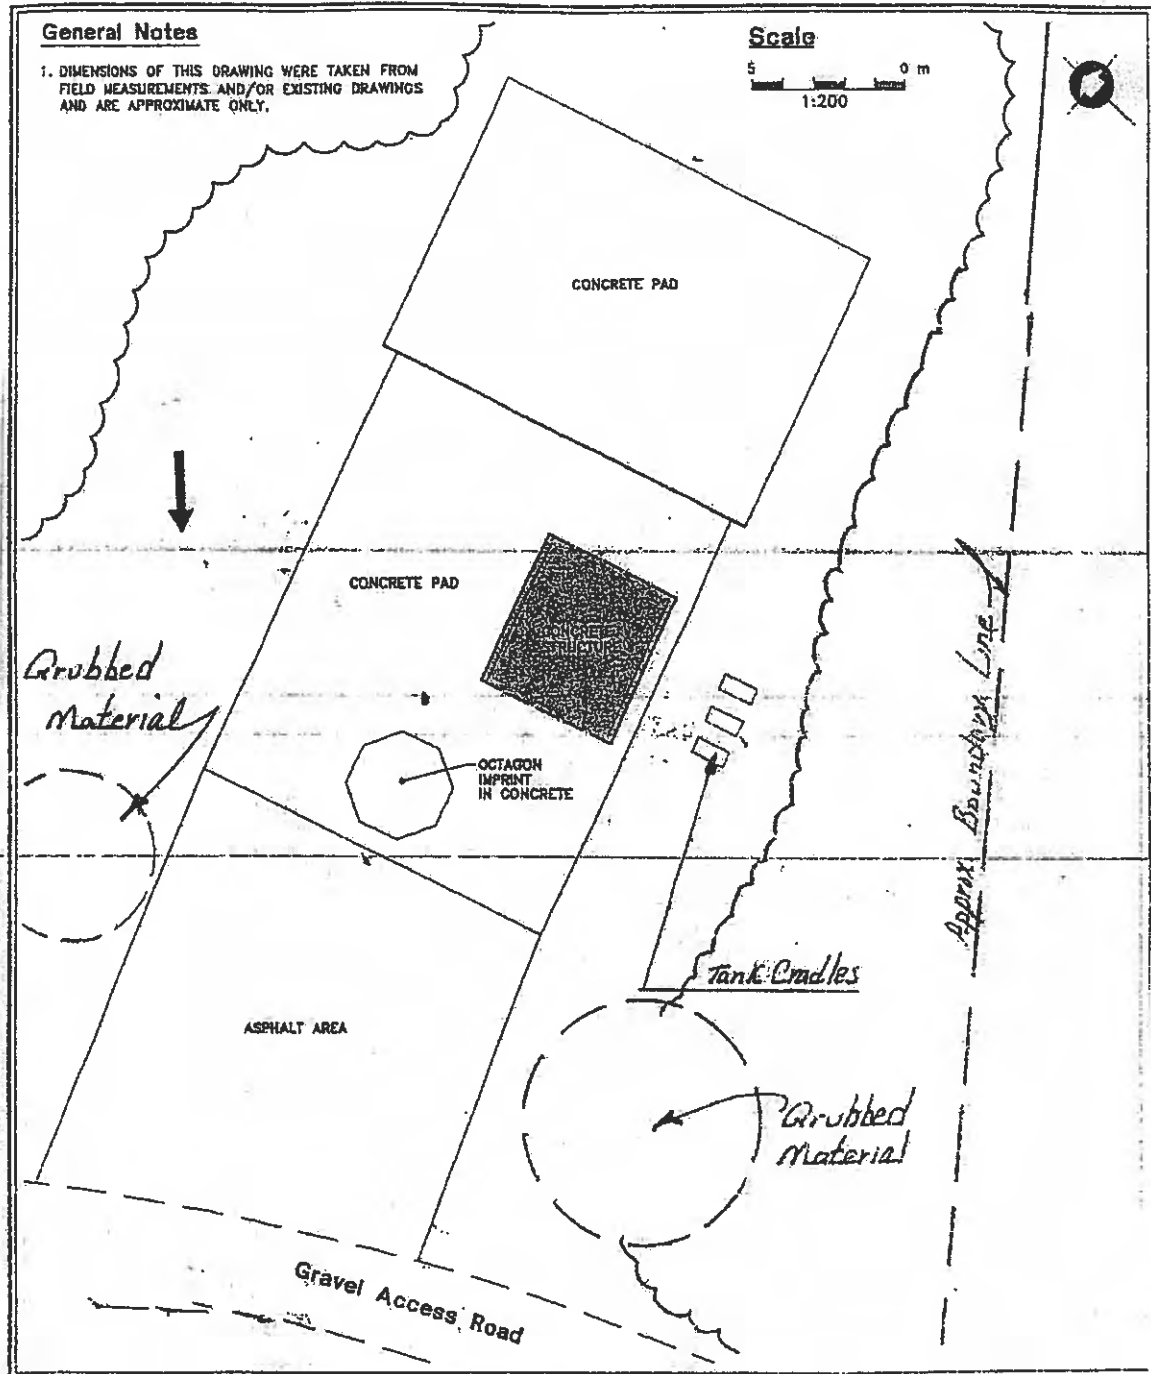 General Notes
1. DIMENSIONS OF THIS DRAWING WERE TAKEN FROM
FIELD MEASUREMENTS AND/OR EXISTING DRAWINGS
AND ARE APPROXIMATE ONLY.
Scale
5 0 m
1:200
CONCRETE PAD
CONCRETE PAD
CONCRETE
STRUCTURE
Grubbed
Material
OCTAGON
IMPRINT
IN CONCRETE
Approx Boundary Line
Tank Cradles
ASPHALT AREA
Grubbed
Material
Gravel Access Road